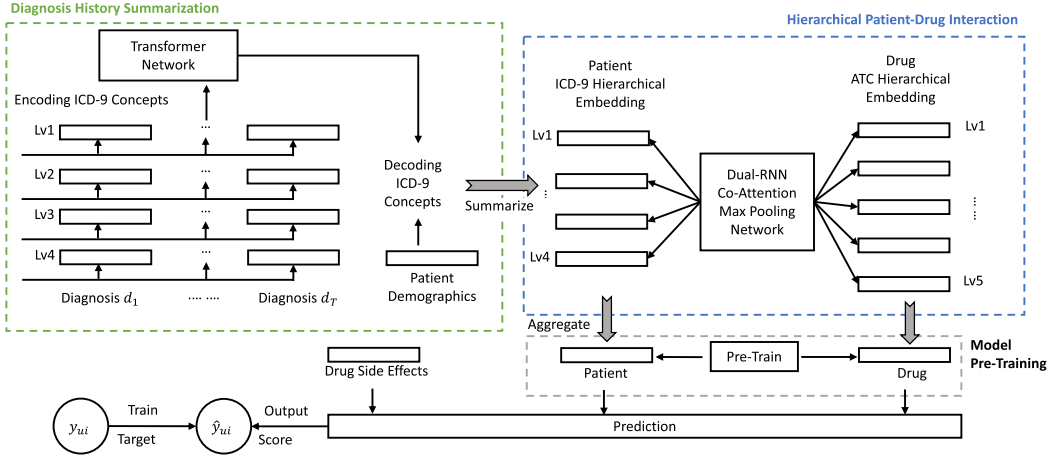 Diagnosis History Summarization
Transformer
Network
Encoding ICD-9 Concepts
Lv1
...
Lv2
...
Lv3
...
Lv4
...
Diagnosis d₁
...... 
Diagnosis d_T
Decoding
ICD-9
Concepts
Patient
Demographics
Summarize
Hierarchical Patient-Drug Interaction
Patient
ICD-9 Hierarchical
Embedding
Lv1
...
Lv4
Dual-RNN
Co-Attention
Max Pooling
Network
Drug
ATC Hierarchical
Embedding
Lv1
......
Lv5
Aggregate
Patient
Pre-Train
Drug
Model
Pre-Training
Drug Side Effects
Prediction
Output
Score
ŷ_ui
Train
Target
y_ui